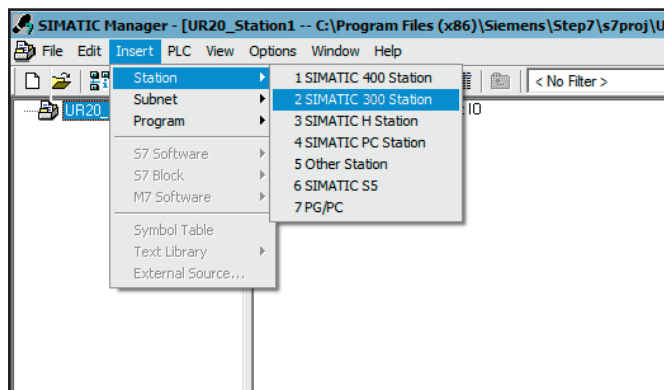 SIMATIC Manager - [UR20_Station1 -- C:\Program Files (x86)\Siemens\Step7\s7proj\U
File Edit Insert PLC View Options Window Help
< No Filter >
UR20_
Station
Subnet
Program
S7 Software
S7 Block
M7 Software
Symbol Table
Text Library
External Source...
1 SIMATIC 400 Station
2 SIMATIC 300 Station
3 SIMATIC H Station
4 SIMATIC PC Station
5 Other Station
6 SIMATIC S5
7 PG/PC